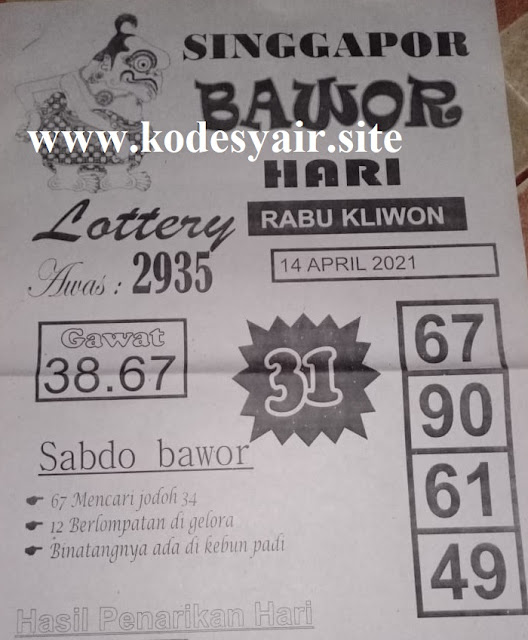 SINGGAPOR
BAWOR
www.kodesyair.site
HARI
Lottery
RABU KLIWON
Awas : 2935
14 APRIL 2021
Gawat
38.67
31
67
90
61
49
Sabdo bawor
67 Mencari jodoh 34
12 Berlompatan di gelora
Binatangnya ada di kebun padi
Hasil Penarikan Hari